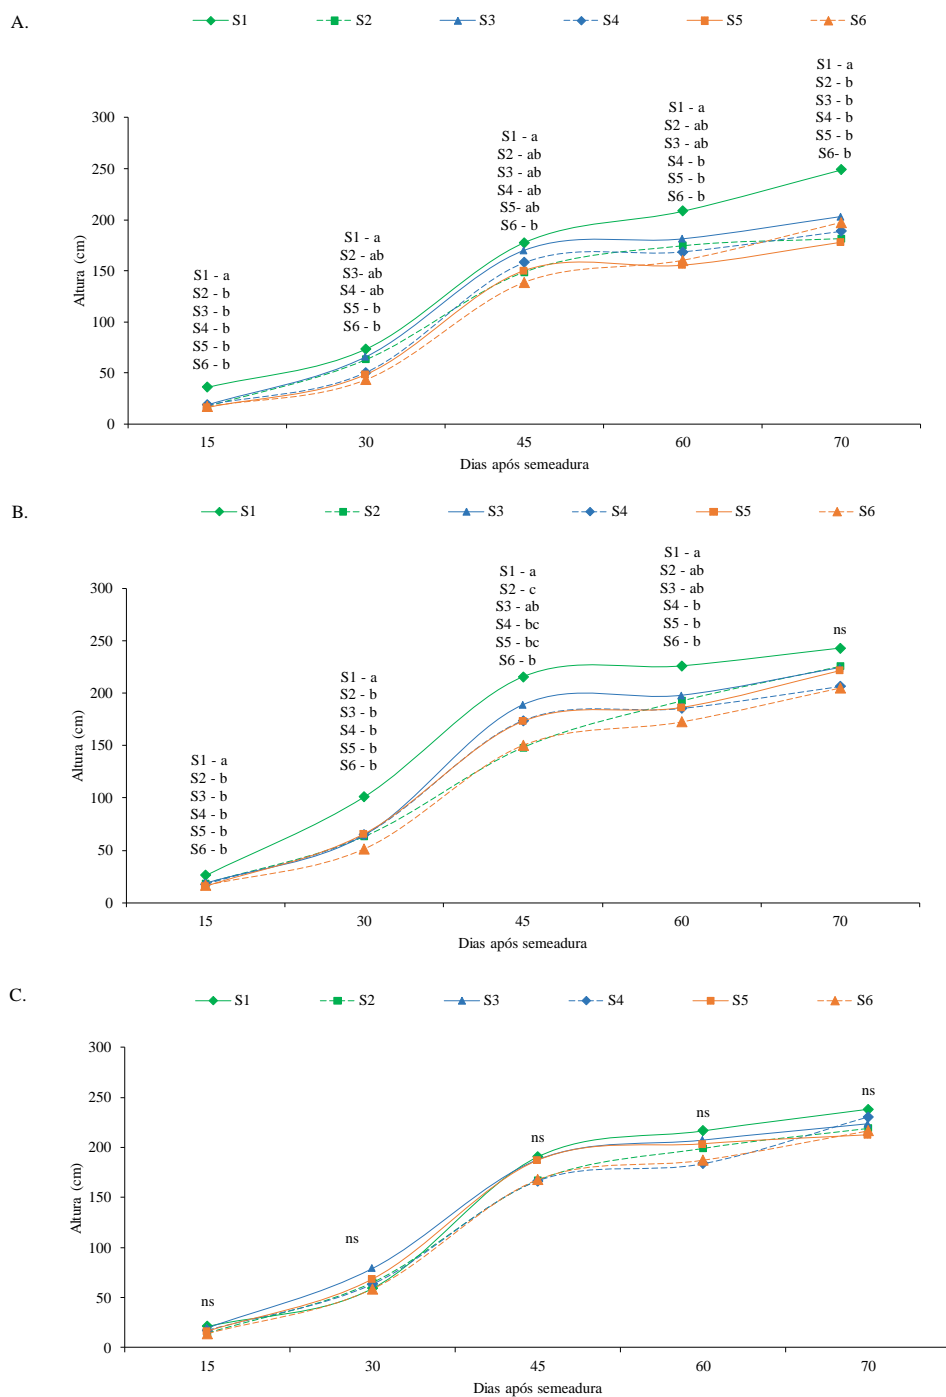 A.
S1 S2 S3 S4 S5 S6
S1 - a
S2 - b
S3 - b
S4 - b
S5 - b
S6- b
S1 - a
S2 - ab
S3 - ab
S4 - b
S5 - b
S6 - b
S1 - a
S2 - ab
S3 - ab
S4 - ab
S5- ab
S6 - b
S1 - a
S2 - ab
S3- ab
S4 - ab
S5 - b
S6 - b
S1 - a
S2 - b
S3 - b
S4 - b
S5 - b
S6 - b
300
250
200
150
100
50
0
Altura (cm)
15 30 45 60 70
Dias após semeadura
B.
S1 S2 S3 S4 S5 S6
S1 - a
S2 - ab
S3 - ab
S4 - b
S5 - b
S6 - b
S1 - a
S2 - c
S3 - ab
S4 - bc
S5 - bc
S6 - b
ns
S1 - a
S2 - b
S3 - b
S4 - b
S5 - b
S6 - b
S1 - a
S2 - b
S3 - b
S4 - b
S5 - b
S6 - b
300
250
200
150
100
50
0
Altura (cm)
15 30 45 60 70
Dias após semeadura
C.
S1 S2 S3 S4 S5 S6
300
250
200
150
100
50
0
Altura (cm)
ns
ns
ns
ns
ns
15 30 45 60 70
Dias após semeadura